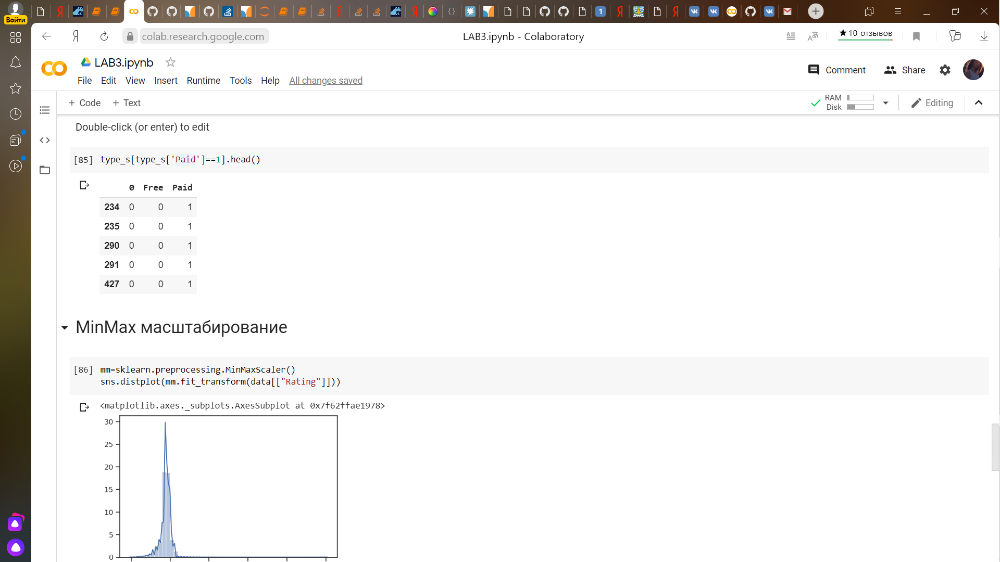 Войти
colab.research.google.com
LAB3.ipynb - Colaboratory
★10 отзывов
LAB3.ipynb
File Edit View Insert Runtime Tools Help All changes saved
Comment
Share
+ Code + Text
RAM
Disk
Editing
Double-click (or enter) to edit
[85] type_s[type_s['Paid']==1].head()
0 Free Paid
234 0 0 1
235 0 0 1
290 0 0 1
291 0 0 1
427 0 0 1
MinMax масштабирование
[86] mm=sklearn.preprocessing.MinMaxScaler()
sns.distplot(mm.fit_transform(data[["Rating"]]))
<matplotlib.axes._subplots.AxesSubplot at 0x7f62ffae1978>
30
25
20
15
10
5
0